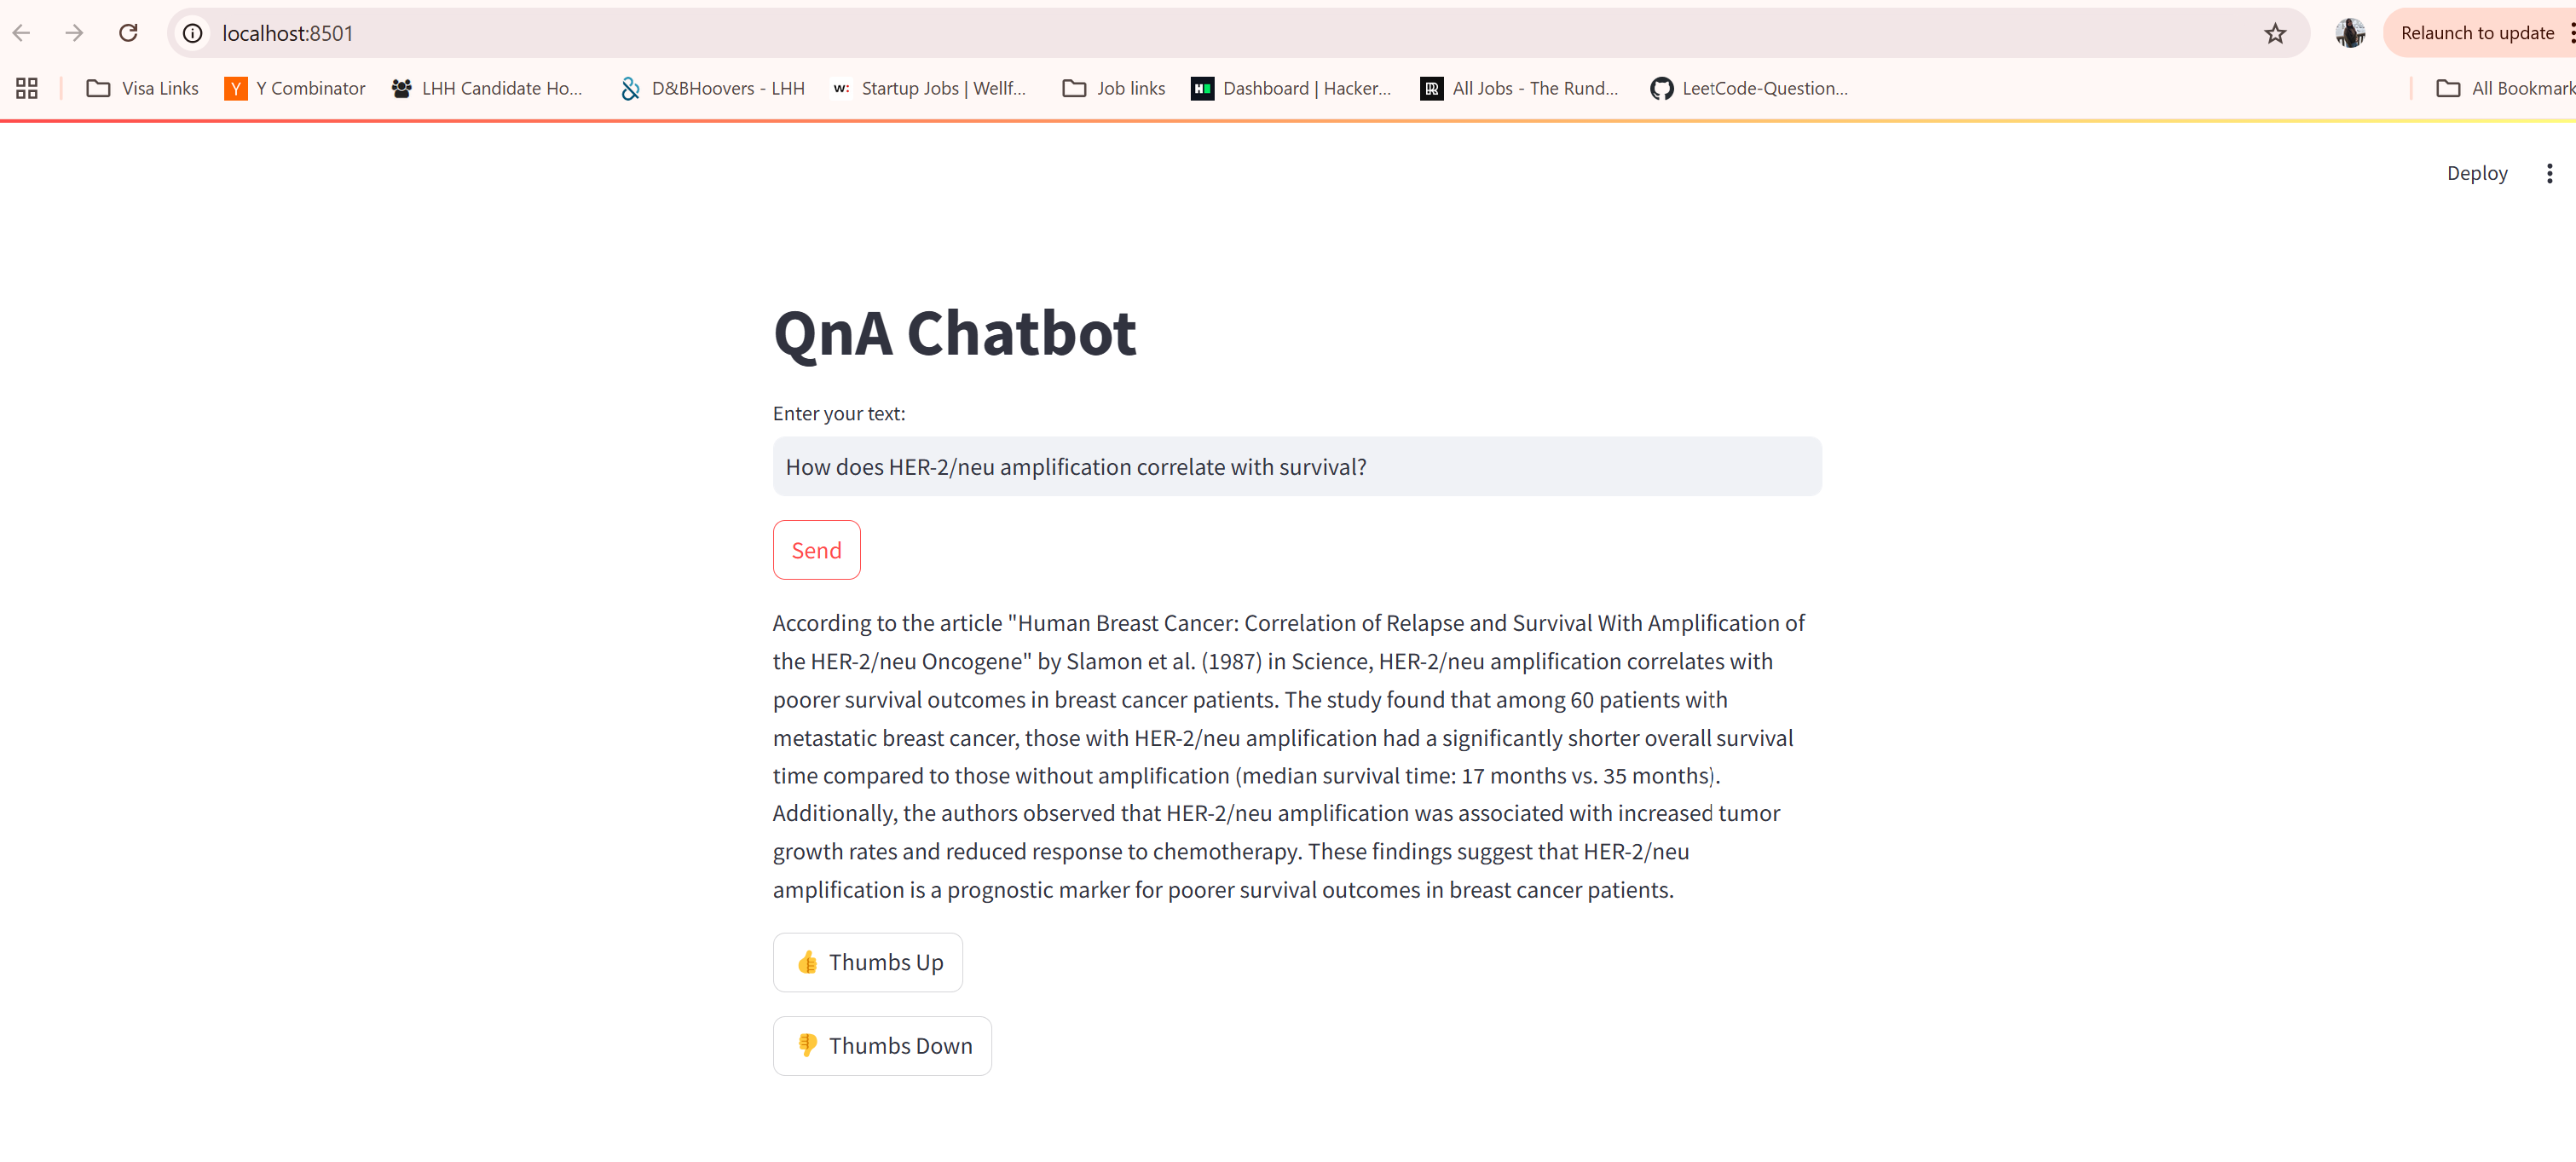 localhost:8501
Relaunch to update
Visa Links
Y Combinator
LHH Candidate Ho...
D&BHoovers - LHH
Startup Jobs | Wellf...
Job links
Dashboard | Hacker...
All Jobs - The Rund...
LeetCode-Question...
All Bookmark
Deploy
QnA Chatbot
Enter your text:
How does HER-2/neu amplification correlate with survival?
Send
According to the article "Human Breast Cancer: Correlation of Relapse and Survival With Amplification of
the HER-2/neu Oncogene" by Slamon et al. (1987) in Science, HER-2/neu amplification correlates with
poorer survival outcomes in breast cancer patients. The study found that among 60 patients with
metastatic breast cancer, those with HER-2/neu amplification had a significantly shorter overall survival
time compared to those without amplification (median survival time: 17 months vs. 35 months).
Additionally, the authors observed that HER-2/neu amplification was associated with increased tumor
growth rates and reduced response to chemotherapy. These findings suggest that HER-2/neu
amplification is a prognostic marker for poorer survival outcomes in breast cancer patients.
👍 Thumbs Up
👎 Thumbs Down